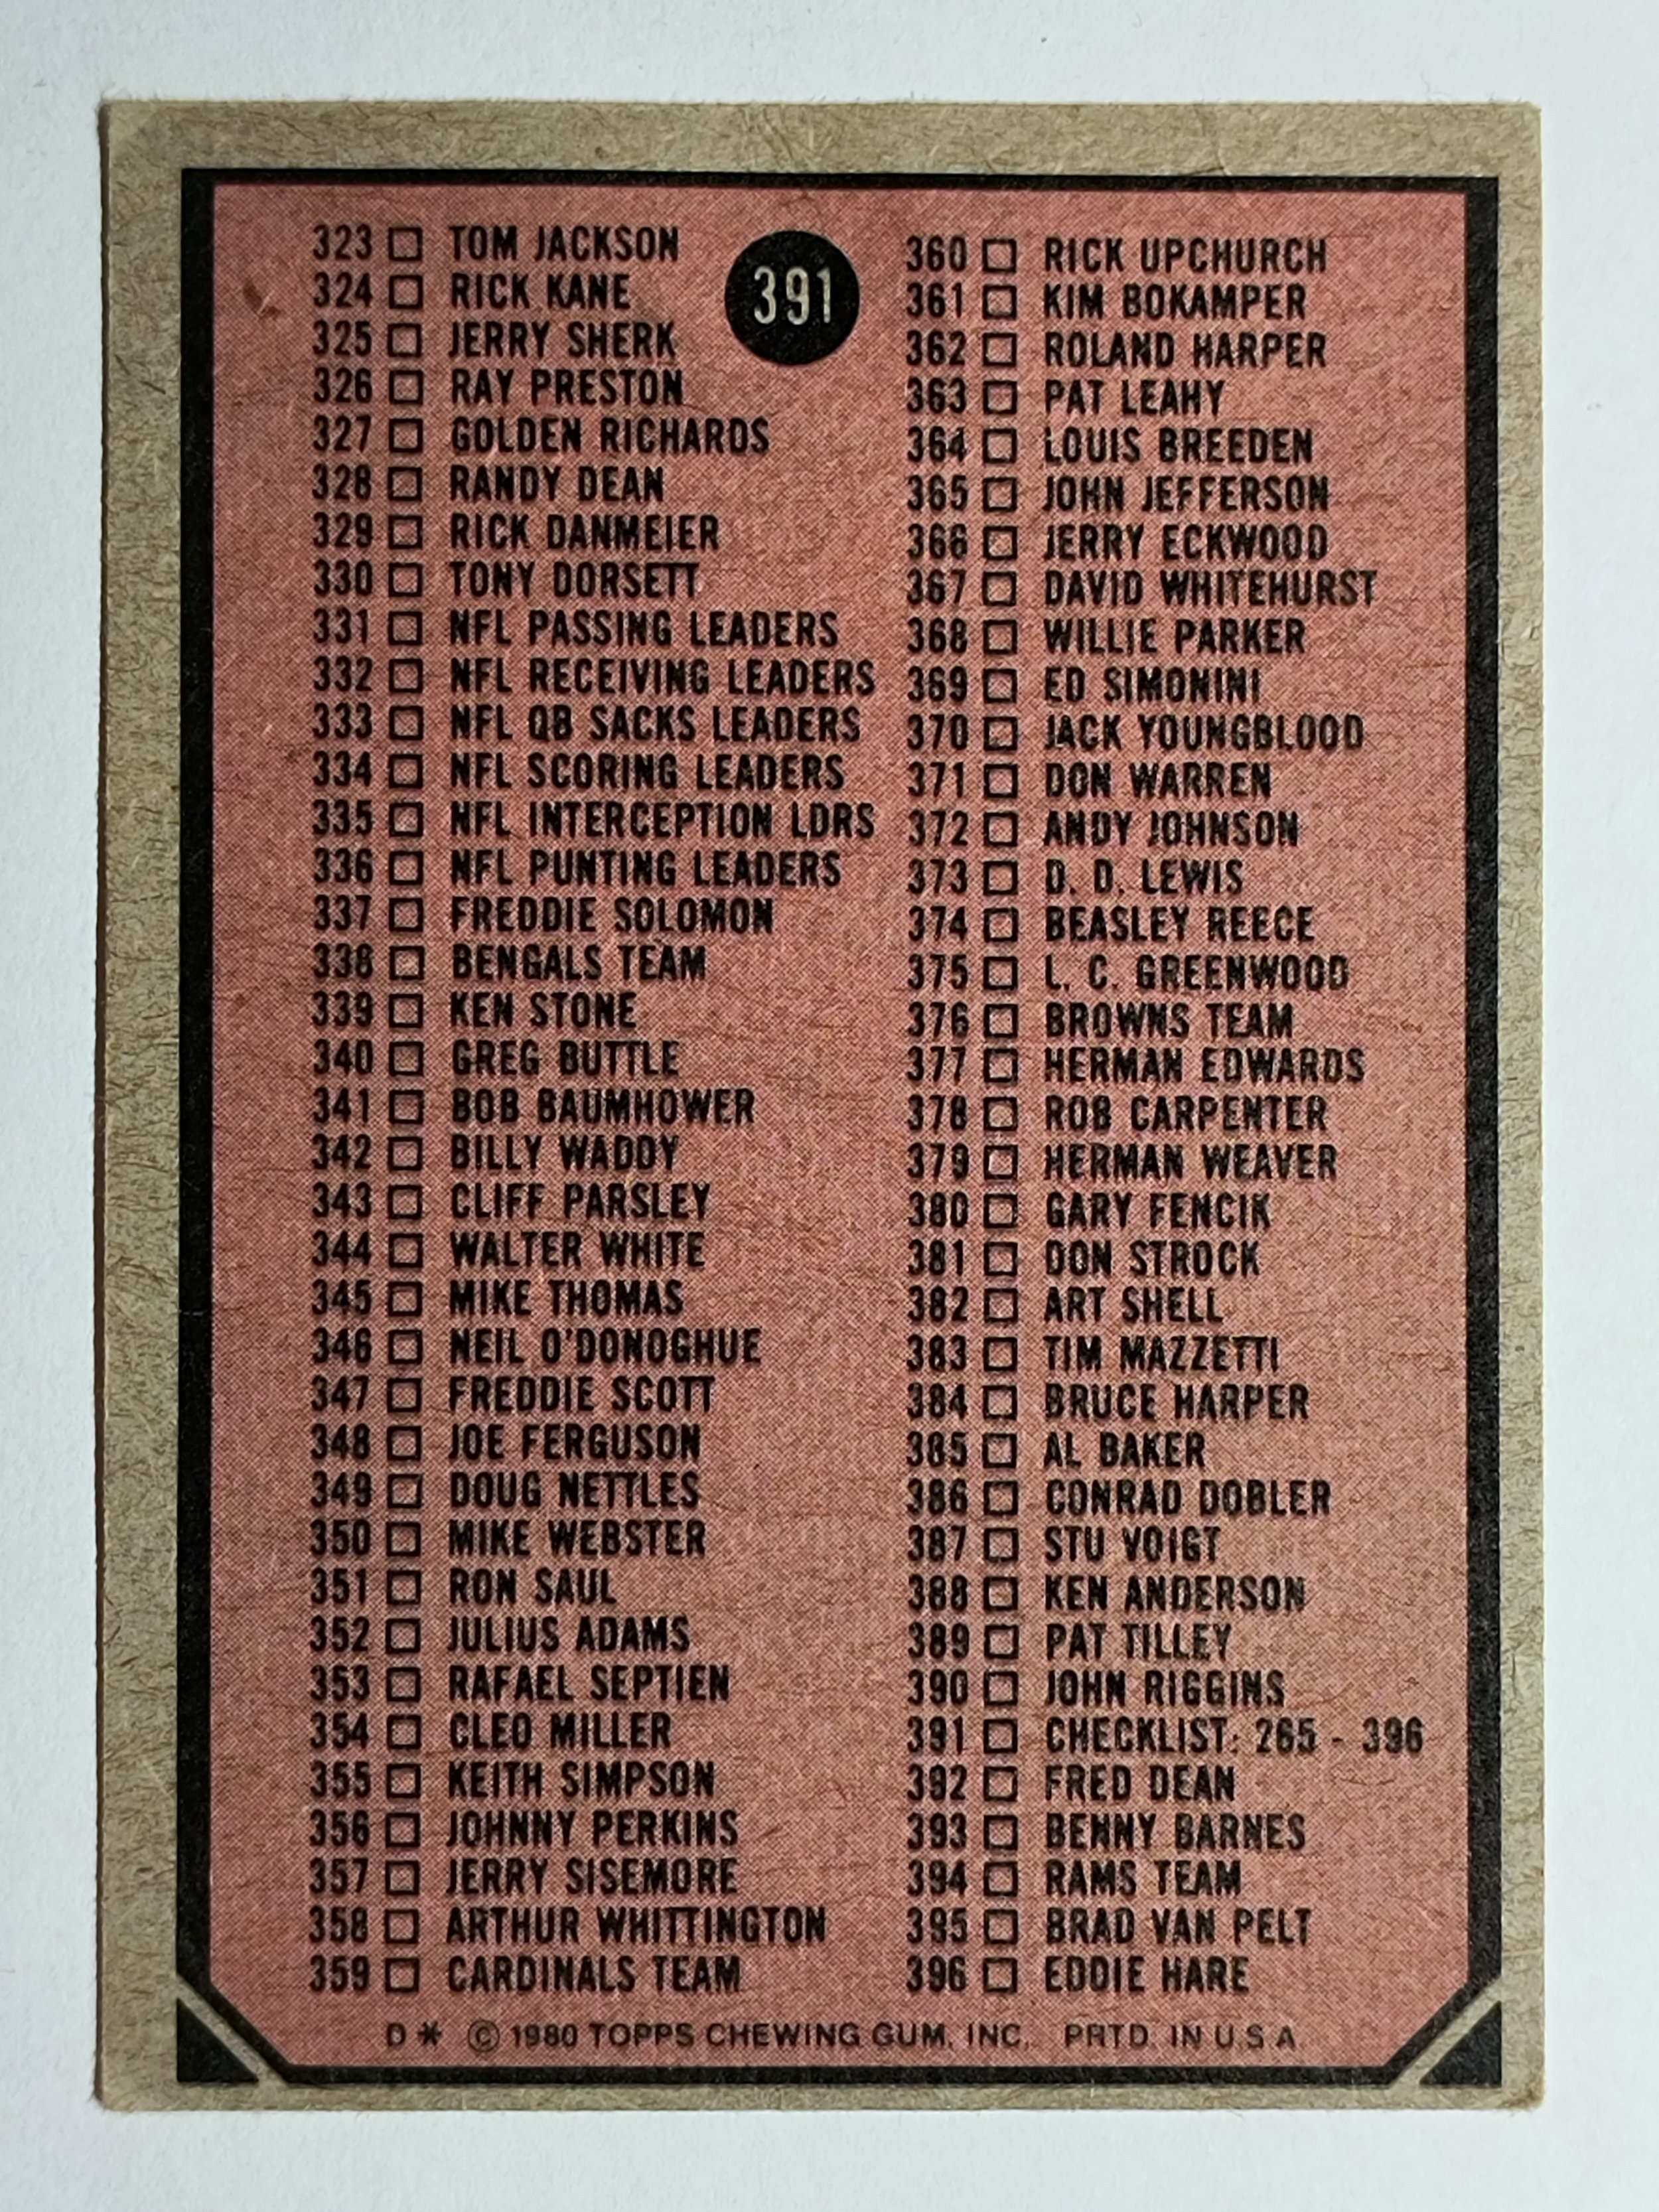 391
323 TOM JACKSON
324 RICK KANE
325 JERRY SHERK
326 RAY PRESTON
327 GOLDEN RICHARDS
328 RANDY DEAN
329 RICK DANMEIER
330 TONY DORSETT
331 NFL PASSING LEADERS
332 NFL RECEIVING LEADERS
333 NFL QB SACKS LEADERS
334 NFL SCORING LEADERS
335 NFL INTERCEPTION LDRS
336 NFL PUNTING LEADERS
337 FREDDIE SOLOMON
338 BENGALS TEAM
339 KEN STONE
340 GREG BUTTLE
341 BOB BAUMHOWER
342 BILLY WADDY
343 CLIFF PARSLEY
344 WALTER WHITE
345 MIKE THOMAS
346 NEIL O'DONOGHUE
347 FREDDIE SCOTT
348 JOE FERGUSON
349 DOUG NETTLES
350 MIKE WEBSTER
351 RON SAUL
352 JULIUS ADAMS
353 RAFAEL SEPTIEN
354 CLEO MILLER
355 KEITH SIMPSON
356 JOHNNY PERKINS
357 JERRY SISEMORE
358 ARTHUR WHITTINGTON
359 CARDINALS TEAM
360 RICK UPCHURCH
361 KIM BOKAMPER
362 ROLAND HARPER
363 PAT LEAHY
364 LOUIS BREEDEN
365 JOHN JEFFERSON
366 JERRY ECKWOOD
367 DAVID WHITEHURST
368 WILLIE PARKER
369 ED SIMONINI
370 JACK YOUNGBLOOD
371 DON WARREN
372 ANDY JOHNSON
373 D. D. LEWIS
374 BEASLEY REECE
375 L. C. GREENWOOD
376 BROWNS TEAM
377 HERMAN EDWARDS
378 ROB CARPENTER
379 HERMAN WEAVER
380 GARY FENCIK
381 DON STROCK
382 ART SHELL
383 TIM MAZZETTI
384 BRUCE HARPER
385 AL BAKER
386 CONRAD DOBLER
387 STU VOIGT
388 KEN ANDERSON
389 PAT TILLEY
390 JOHN RIGGINS
391 CHECKLIST: 265 - 396
392 FRED DEAN
393 BENNY BARNES
394 RAMS TEAM
395 BRAD VAN PELT
396 EDDIE HARE
D* © 1980 TOPPS CHEWING GUM, INC. PRTD. IN U.S.A.